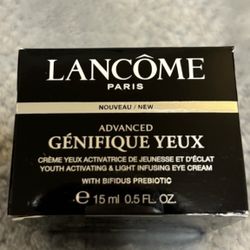 LANCÔME
PARIS
NOUVEAU / NEW
ADVANCED
GÉNIFIQUE YEUX
CRÈME YEUX ACTIVATRICE DE JEUNESSE ET D'ÉCLAT
YOUTH ACTIVATING & LIGHT INFUSING EYE CREAM
WITH BIFIDUS PREBIOTIC
℮ 15 ml 0.5 FL. OZ.